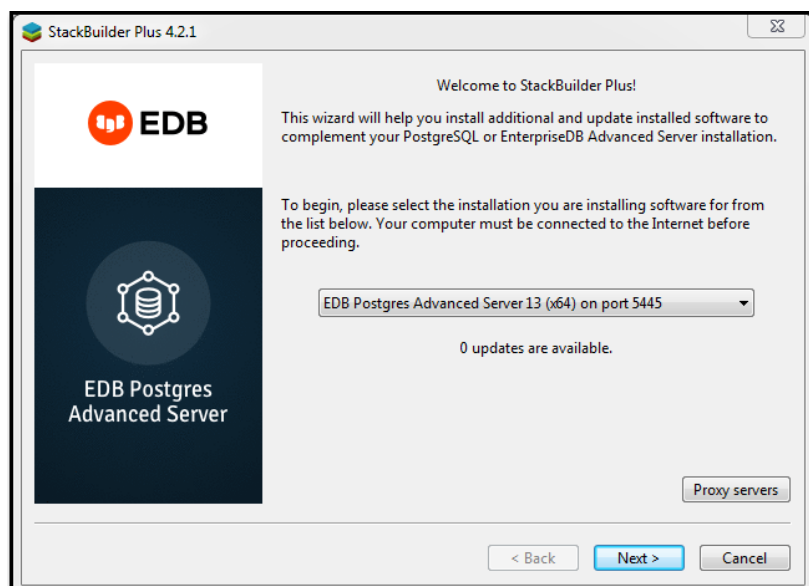 StackBuilder Plus 4.2.1
EDB
EDB Postgres
Advanced Server
Welcome to StackBuilder Plus!
This wizard will help you install additional and update installed software to
complement your PostgreSQL or EnterpriseDB Advanced Server installation.
To begin, please select the installation you are installing software for from
the list below. Your computer must be connected to the Internet before
proceeding.
EDB Postgres Advanced Server 13 (x64) on port 5445
0 updates are available.
Proxy servers
< Back
Next >
Cancel